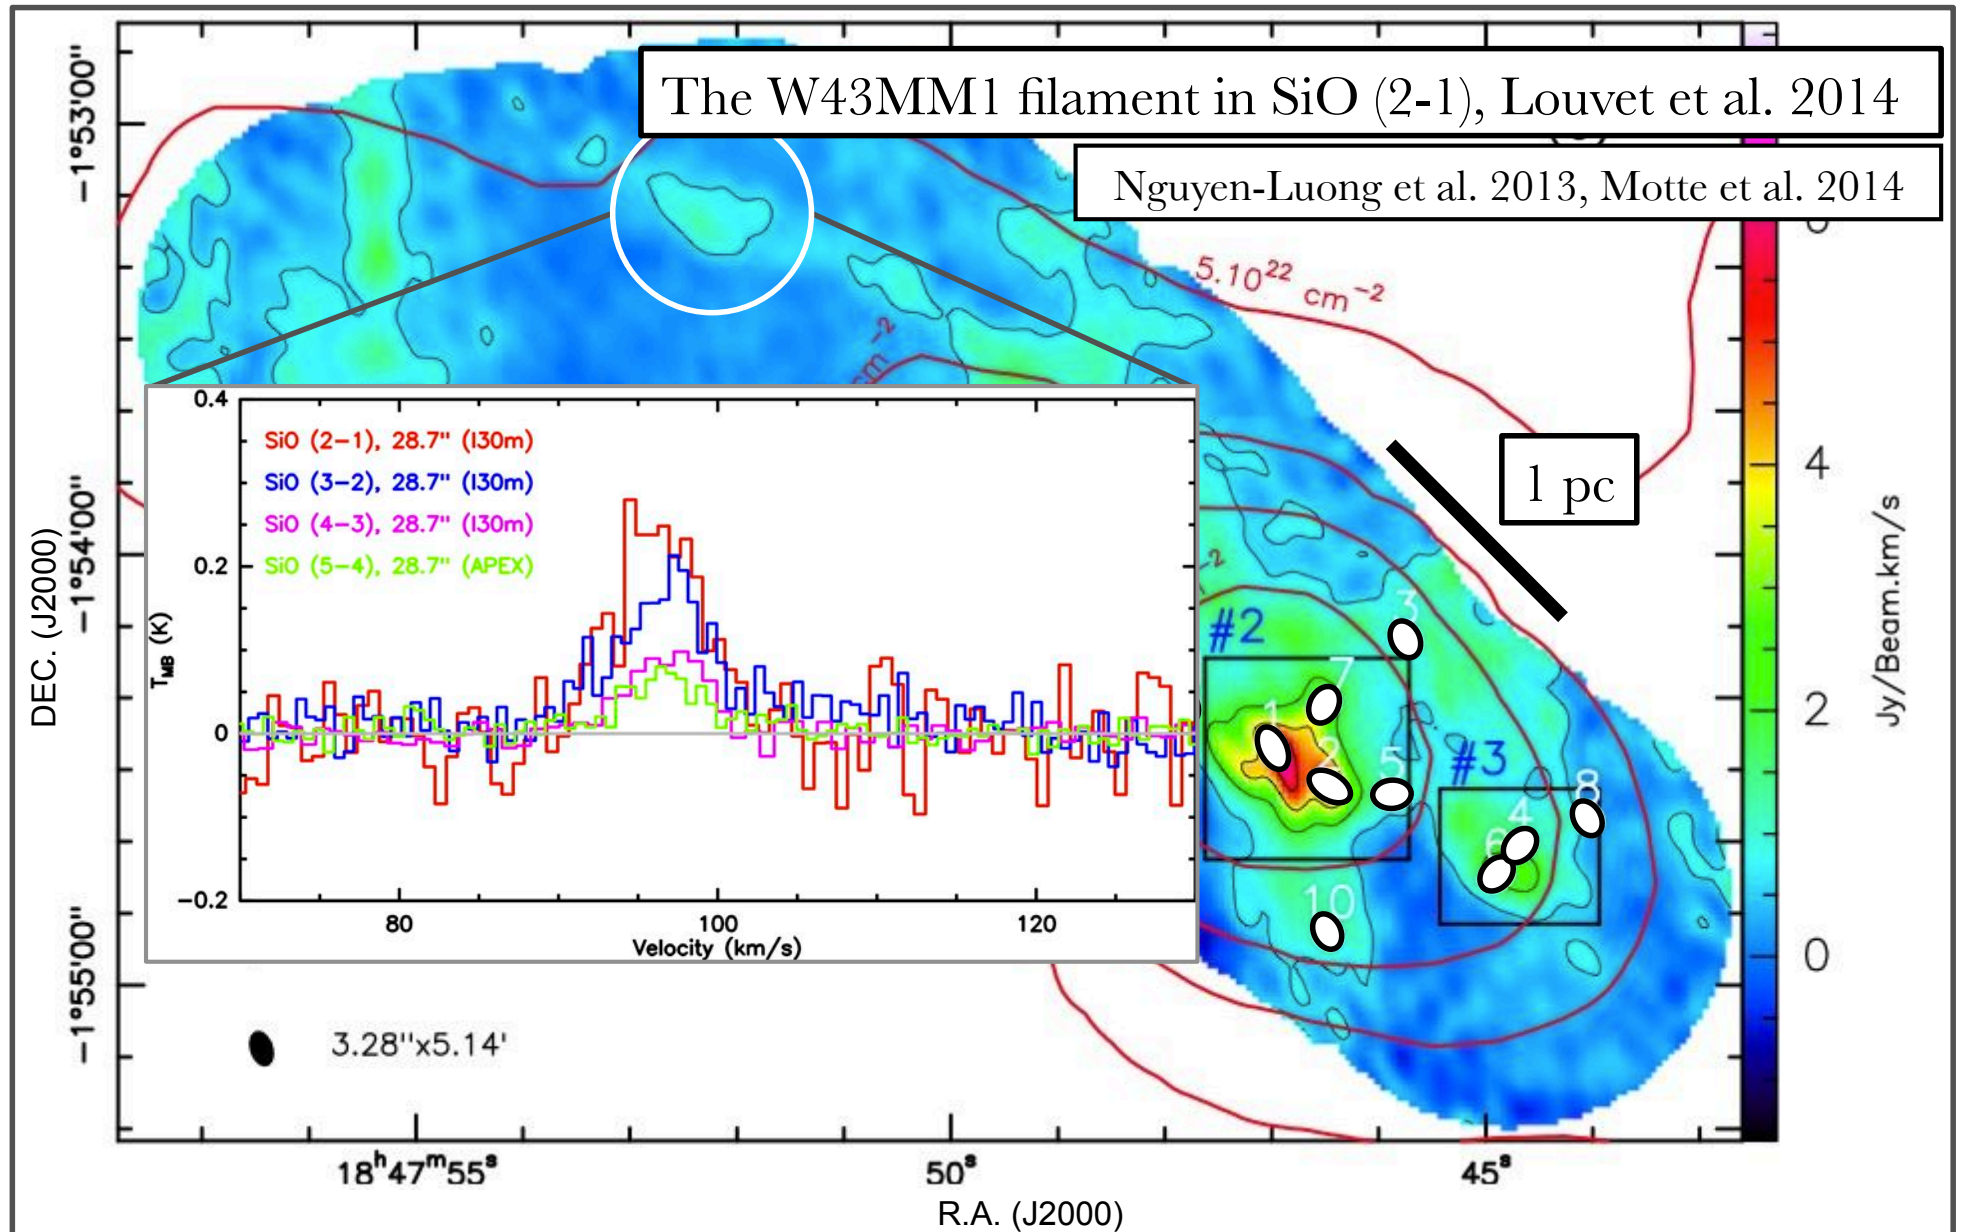 The W43MM1 filament in SiO (2-1), Louvet et al. 2014
Nguyen-Luong et al. 2013, Motte et al. 2014
5.10²² cm⁻²
cm⁻²
⁻²
1 pc
SiO (2−1), 28.7" (I30m)
SiO (3−2), 28.7" (I30m)
SiO (4−3), 28.7" (I30m)
SiO (5−4), 28.7" (APEX)
0.4
0.2
0
−0.2
T_MB (K)
80 100 120
Velocity (km/s)
#2
#3
3
7
1
2
5
4
8
6
10
4
2
0
Jy/Beam.km/s
−1°53'00"
−1°54'00"
−1°55'00"
DEC. (J2000)
3.28"x5.14'
18ʰ47ᵐ55ˢ 50ˢ 45ˢ
R.A. (J2000)